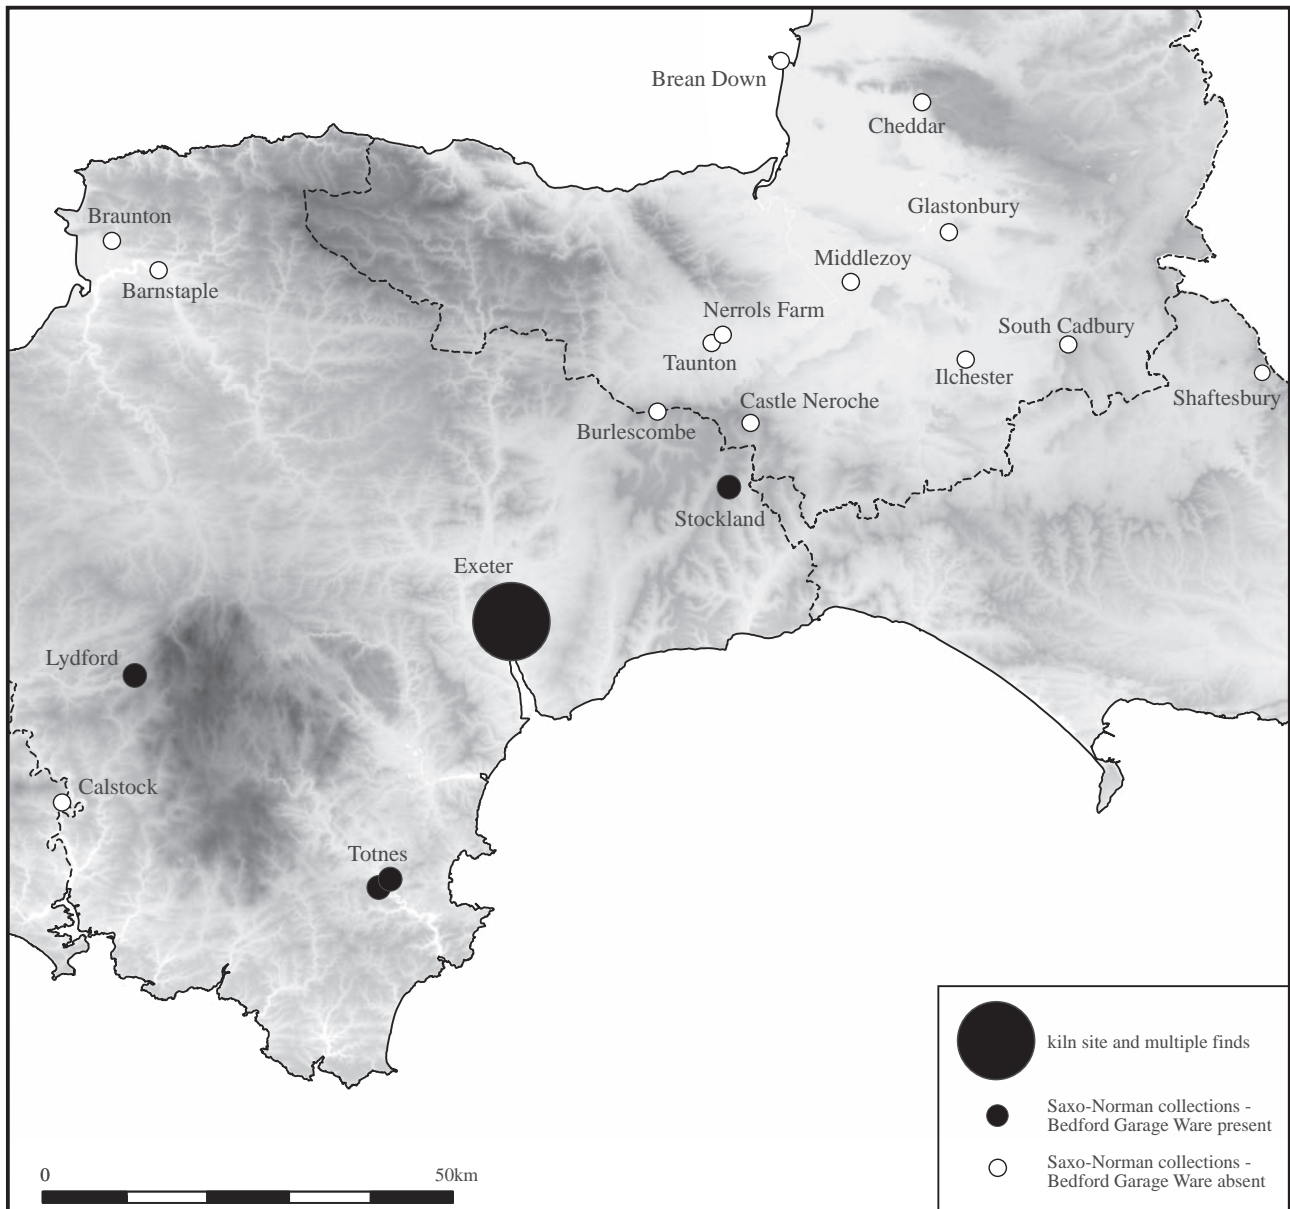 Brean Down
Cheddar
Braunton
Glastonbury
Middlezoy
Barnstaple
Nerrols Farm
South Cadbury
Taunton
Ilchester
Shaftesbury
Castle Neroche
Burlescombe
Stockland
Exeter
Lydford
Calstock
Totnes
kiln site and multiple finds
Saxo-Norman collections -
Bedford Garage Ware present
Saxo-Norman collections -
Bedford Garage Ware absent
0 50km